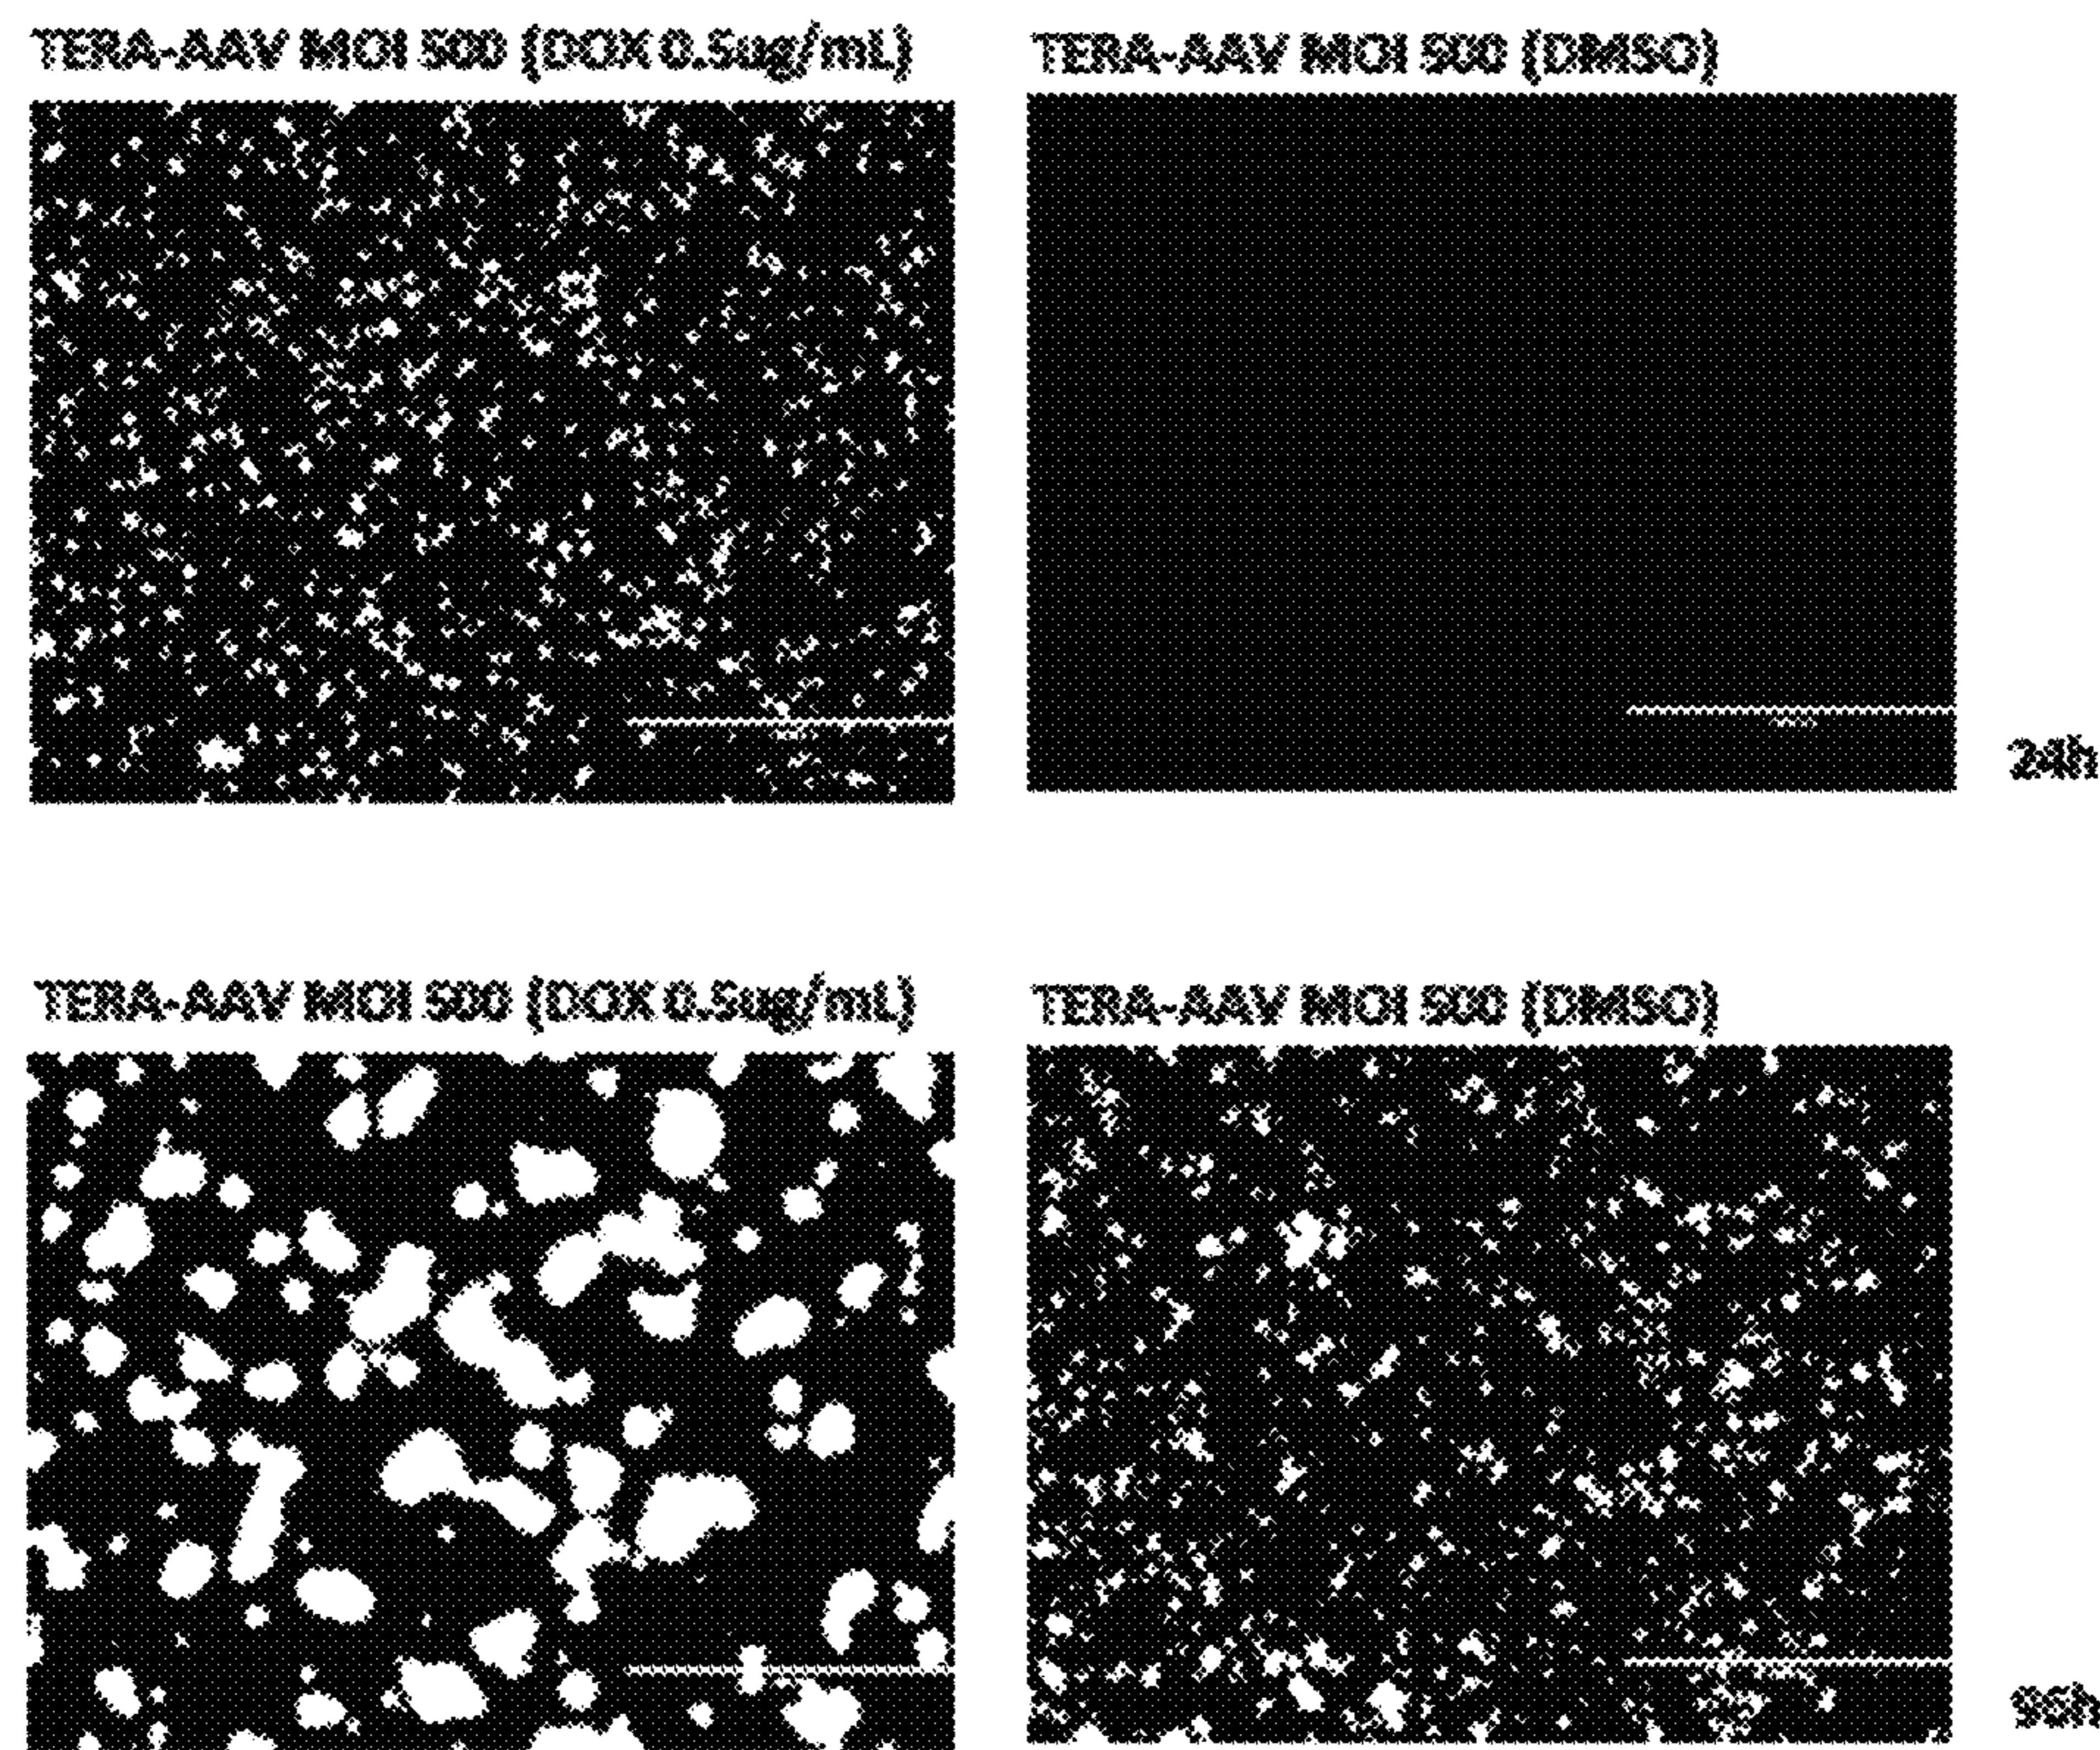 TERA-AAV MOI 500 (DOX 0.5ug/mL)
TERA-AAV MOI 500 (DMSO)
24h
TERA-AAV MOI 500 (DOX 0.5ug/mL)
TERA-AAV MOI 500 (DMSO)